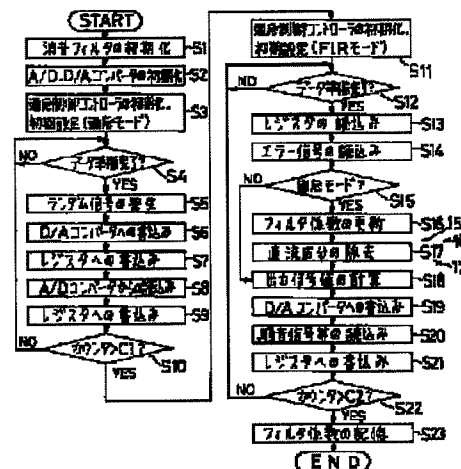 START
消音フィルタの初期化
S1
A/D.D/Aコンバータの初期化
S2
適応制御コントローラの初期化,
初期設定(適応モード)
S3
データ準備完了?
S4
NO
YES
ランダム信号の発生
S5
D/Aコンバータへの書込み
S6
レジスタへの書込み
S7
A/Dコンバータからの読込み
S8
レジスタへの書込み
S9
カウンタ>C1?
S10
NO
YES
適応制御コントローラの初期化,
初期設定(FIRモード)
S11
データ準備完了?
S12
NO
YES
レジスタの読込み
S13
エラー信号の読込み
S14
適応モード?
S15
NO
YES
フィルタ係数の更新
S16
直流成分の除去
S17
出力信号値の計算
S18
D/Aコンバータへの書込み
S19
騒音信号等の読込み
S20
レジスタへの書込み
S21
カウンタ>C2?
S22
NO
YES
フィルタ係数の記憶
S23
END